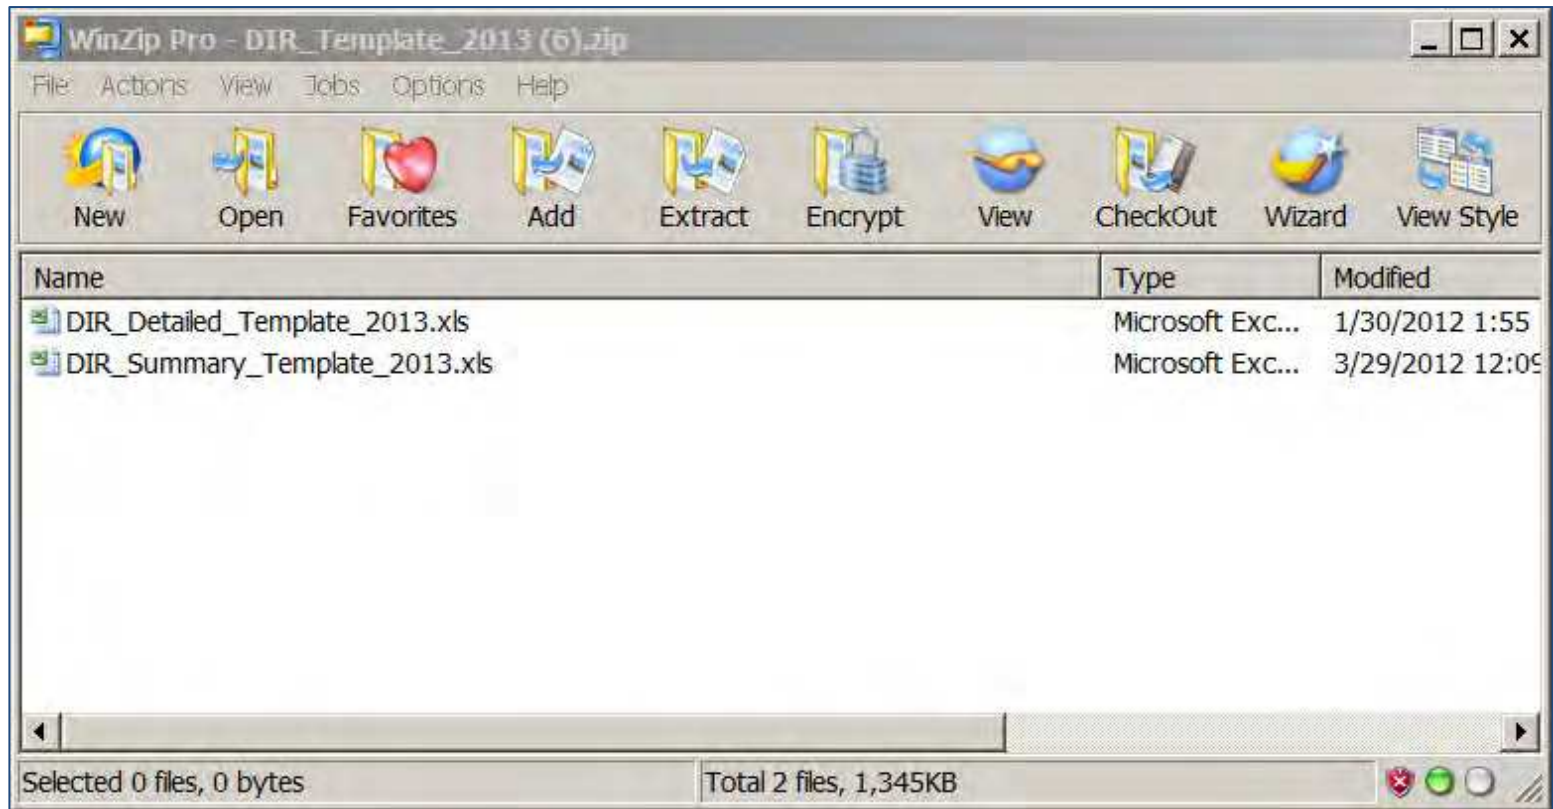 WinZip Pro - DIR_Template_2013 (6).zip
File Actions View Jobs Options Help
New Open Favorites Add Extract Encrypt View CheckOut Wizard View Style
Name Type Modified
DIR_Detailed_Template_2013.xls Microsoft Exc... 1/30/2012 1:55
DIR_Summary_Template_2013.xls Microsoft Exc... 3/29/2012 12:09
Selected 0 files, 0 bytes Total 2 files, 1,345KB